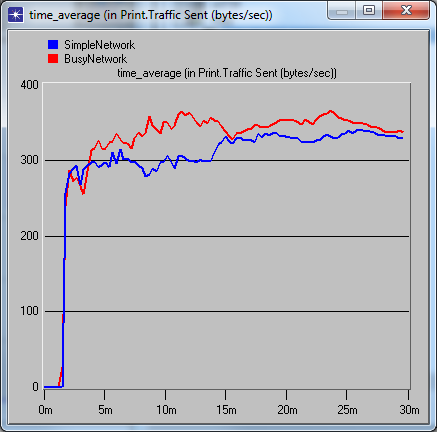 time_average (in Print.Traffic Sent (bytes/sec))
SimpleNetwork
BusyNetwork
time_average (in Print.Traffic Sent (bytes/sec))
400
300
200
100
0
0m 5m 10m 15m 20m 25m 30m